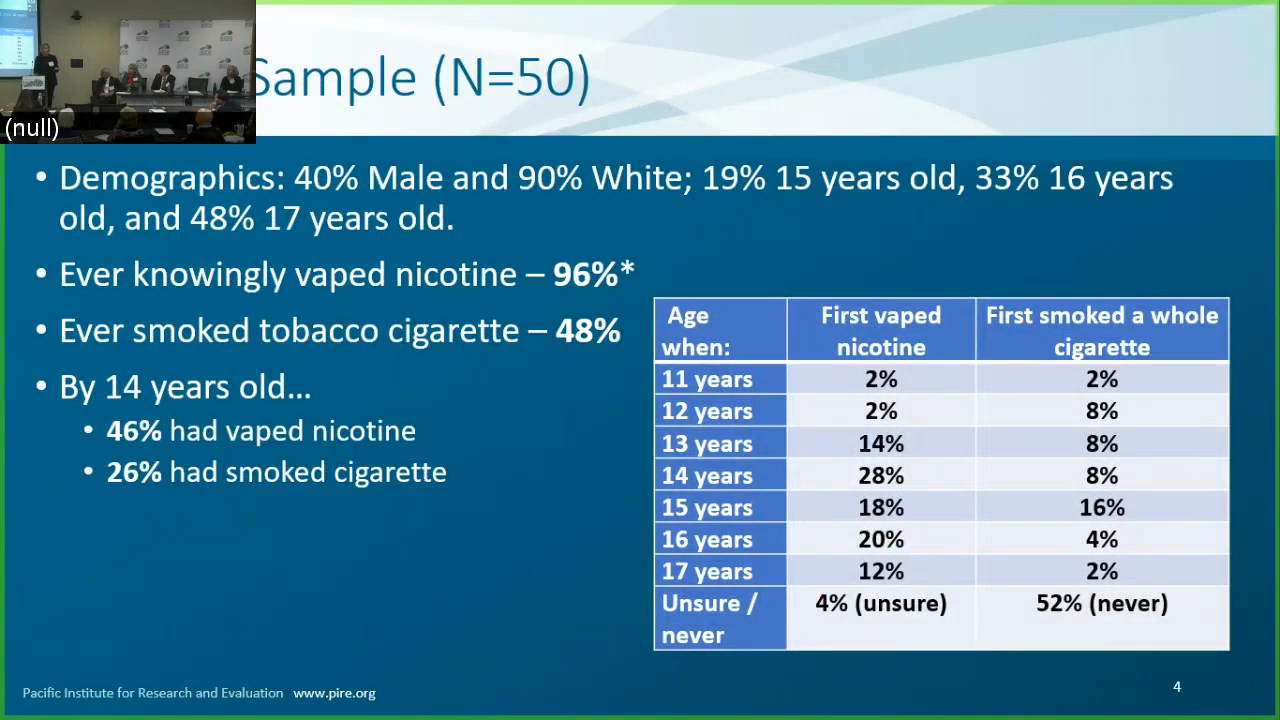 Sample (N=50)
(null)
• Demographics: 40% Male and 90% White; 19% 15 years old, 33% 16 years
old, and 48% 17 years old.
• Ever knowingly vaped nicotine – 96%*
• Ever smoked tobacco cigarette – 48%
• By 14 years old...
• 46% had vaped nicotine
• 26% had smoked cigarette
Age when: First vaped nicotine First smoked a whole cigarette
11 years 2% 2%
12 years 2% 8%
13 years 14% 8%
14 years 28% 8%
15 years 18% 16%
16 years 20% 4%
17 years 12% 2%
Unsure / never 4% (unsure) 52% (never)
Pacific Institute for Research and Evaluation www.pire.org
4